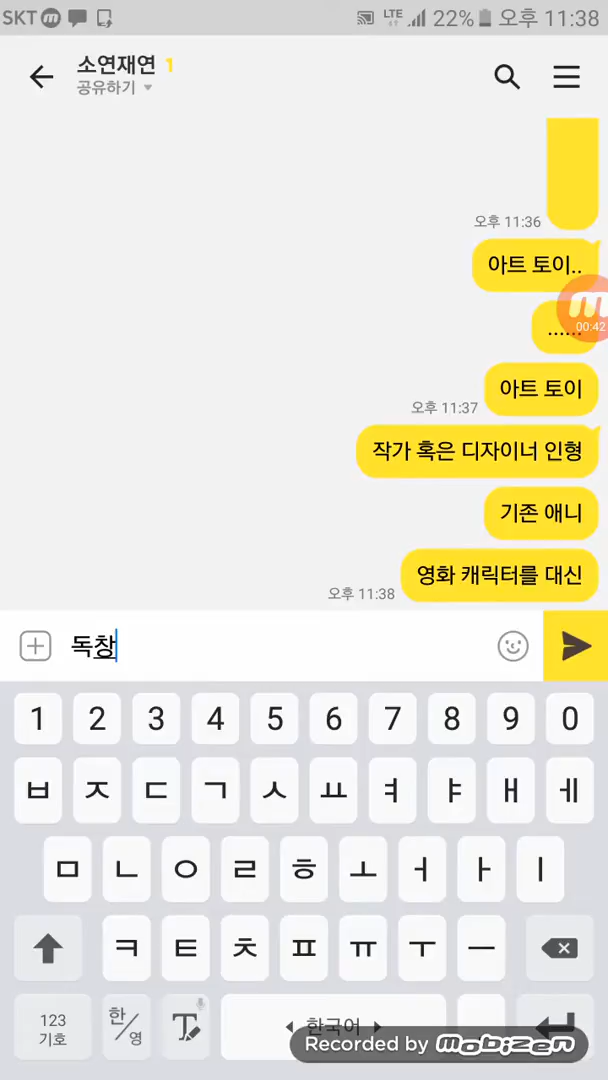 SKT LTE 22% 오후 11:38
소연재연 1
공유하기
오후 11:36
아트 토이..
......
00:42
아트 토이
오후 11:37
작가 혹은 디자이너 인형
기존 애니
영화 캐릭터를 대신
오후 11:38
독창
1 2 3 4 5 6 7 8 9 0
ㅂ ㅈ ㄷ ㄱ ㅅ ㅛ ㅕ ㅑ ㅐ ㅔ
ㅁ ㄴ ㅇ ㄹ ㅎ ㅗ ㅓ ㅏ ㅣ
ㅋ ㅌ ㅊ ㅍ ㅠ ㅜ ㅡ
123 기호 한/영 T 한국어
Recorded by mobizen